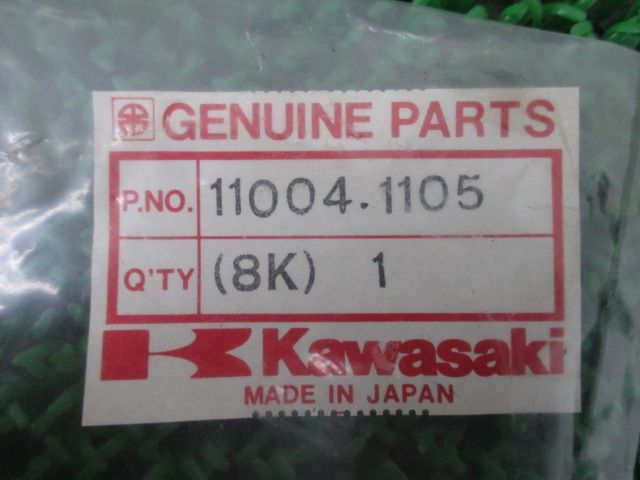 GENUINE PARTS
P.NO. 11004.1105
Q'TY (8K) 1
Kawasaki
MADE IN JAPAN